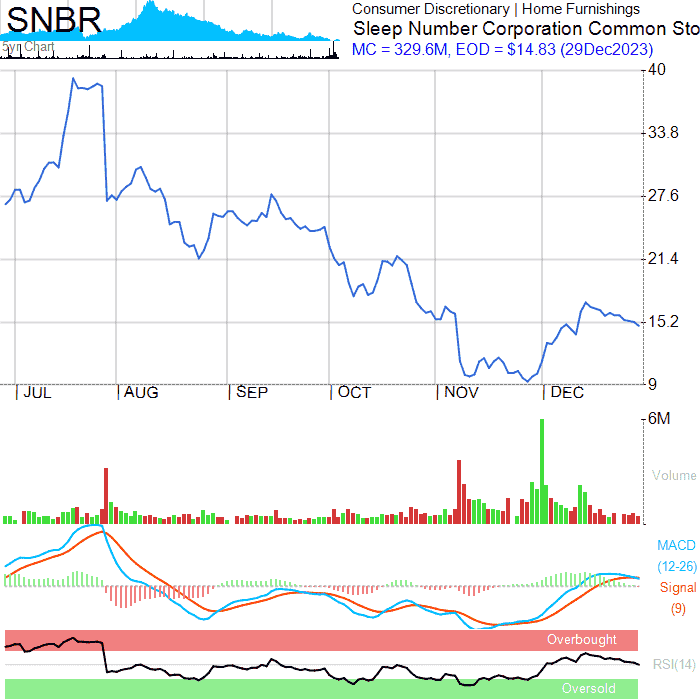 SNBR
Consumer Discretionary | Home Furnishings
Sleep Number Corporation Common Sto
MC = 329.6M, EOD = $14.83 (29Dec2023)
5yr Chart
40
33.8
27.6
21.4
15.2
9
JUL
AUG
SEP
OCT
NOV
DEC
6M
Volume
MACD
(12-26)
Signal
(9)
Overbought
RSI(14)
Oversold